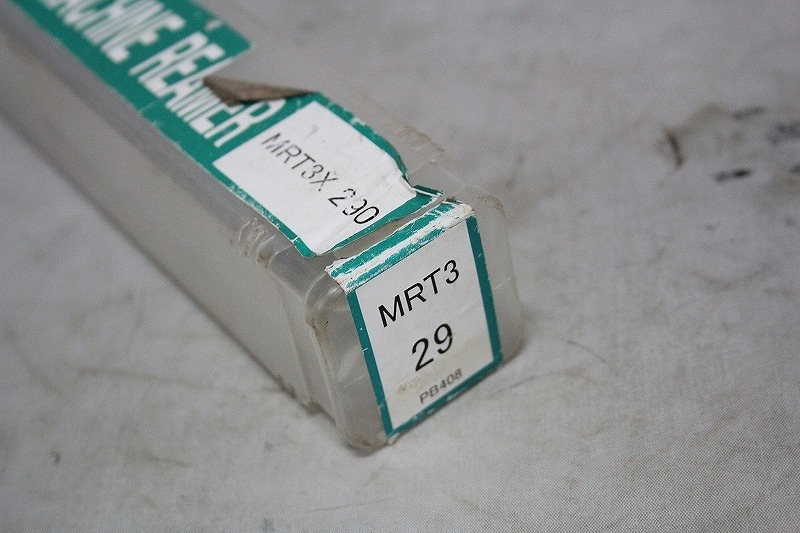 MACHINE REAMER
MRT3X 290
MRT3
29
PB408